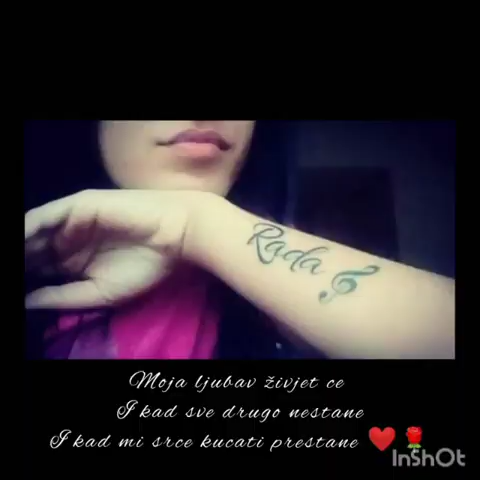 Rada
Moja ljubav živjet ce
I kad sve drugo nestane
I kad mi srce kucati prestane ❤️🌹
InShOt